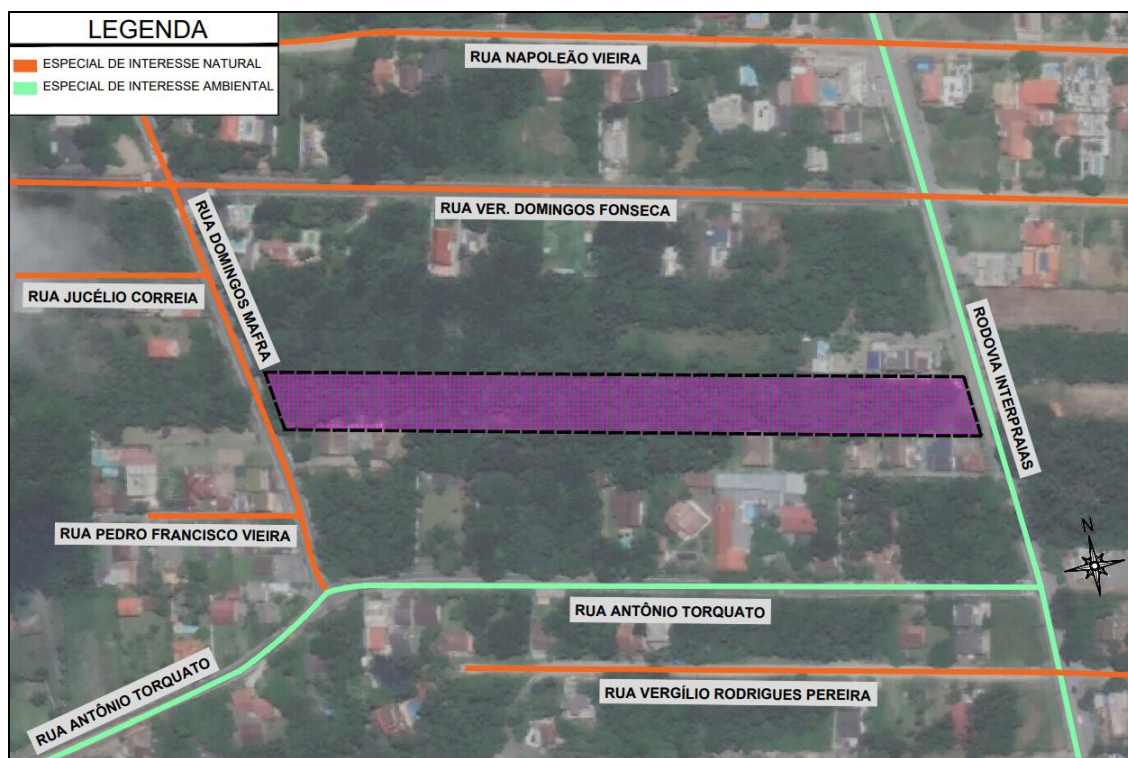 LEGENDA
ESPECIAL DE INTERESSE NATURAL
ESPECIAL DE INTERESSE AMBIENTAL
RUA NAPOLEÃO VIEIRA
RUA VER. DOMINGOS FONSECA
RUA DOMINGOS MAFRA
RUA JUCÉLIO CORREIA
RODOVIA INTERPRAIAS
RUA PEDRO FRANCISCO VIEIRA
N
RUA ANTÔNIO TORQUATO
RUA ANTÔNIO TORQUATO
RUA VERGÍLIO RODRIGUES PEREIRA